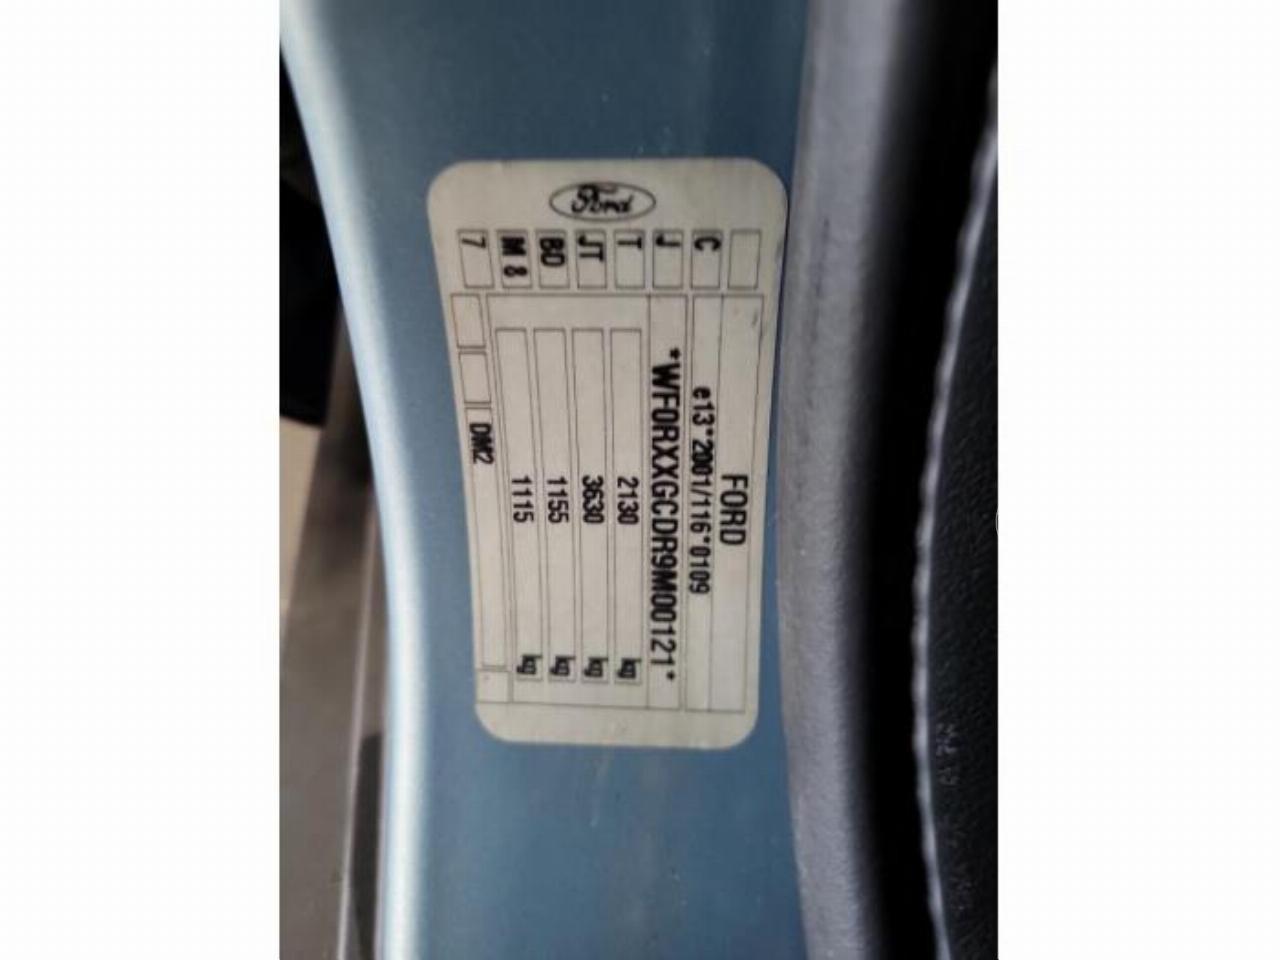 Ford
FORD
C e13*2001/116*0109
J *WF0RXXGCDR9M00121*
T 2130 kg
JT 3630 kg
BD 1155 kg
M 8 1115 kg
7 DM2